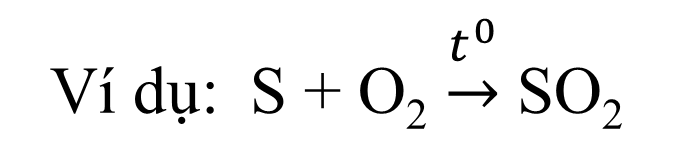 Ví dụ: S + O₂ →(t⁰) SO₂